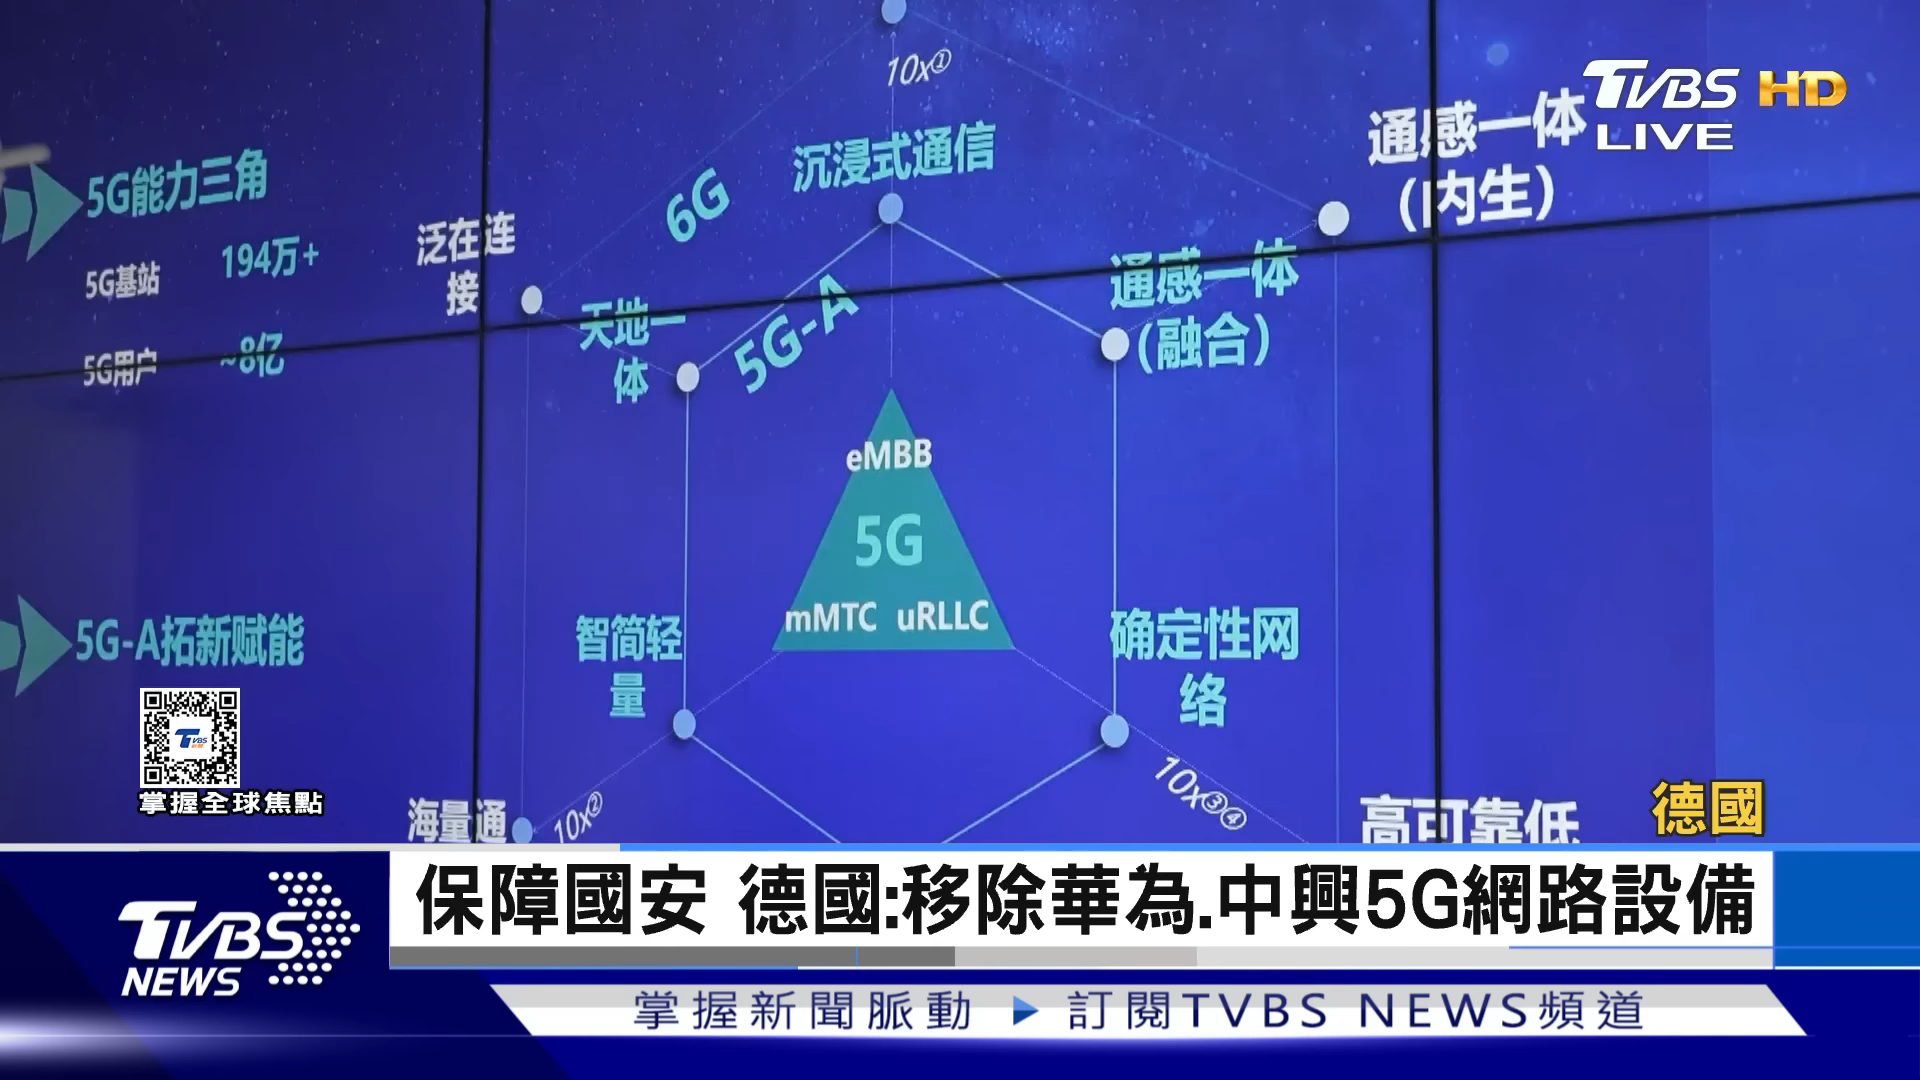 TVBS HD
LIVE
10x①
沉浸式通信
通感一体
(内生)
5G能力三角
5G基站 194万+
5G用户 ~8亿
6G
泛在连
接
天地一
体
5G-A
通感一体
(融合)
eMBB
5G
mMTC uRLLC
5G-A拓新赋能
智简轻
量
确定性网
络
TVBS
掌握全球焦點
海量通
10x②
10x③④
高可靠低
德國
TVBS
NEWS
保障國安 德國:移除華為.中興5G網路設備
掌握新聞脈動 ▶ 訂閱TVBS NEWS頻道